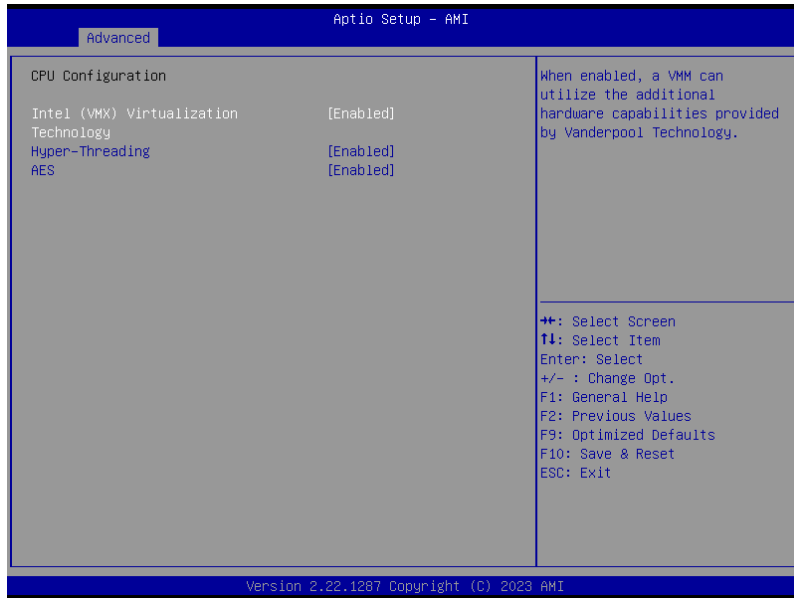 Aptio Setup – AMI
Advanced
CPU Configuration
Intel (VMX) Virtualization [Enabled]
Technology
Hyper-Threading [Enabled]
AES [Enabled]
When enabled, a VMM can
utilize the additional
hardware capabilities provided
by Vanderpool Technology.
→←: Select Screen
↑↓: Select Item
Enter: Select
+/- : Change Opt.
F1: General Help
F2: Previous Values
F9: Optimized Defaults
F10: Save & Reset
ESC: Exit
Version 2.22.1287 Copyright (C) 2023 AMI